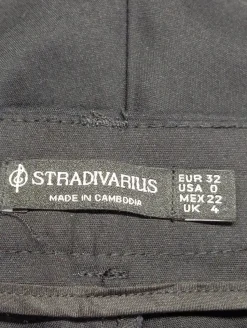 STRADIVARIUS
MADE IN CAMBODIA
EUR 32
USA 0
MEX 22
UK 4